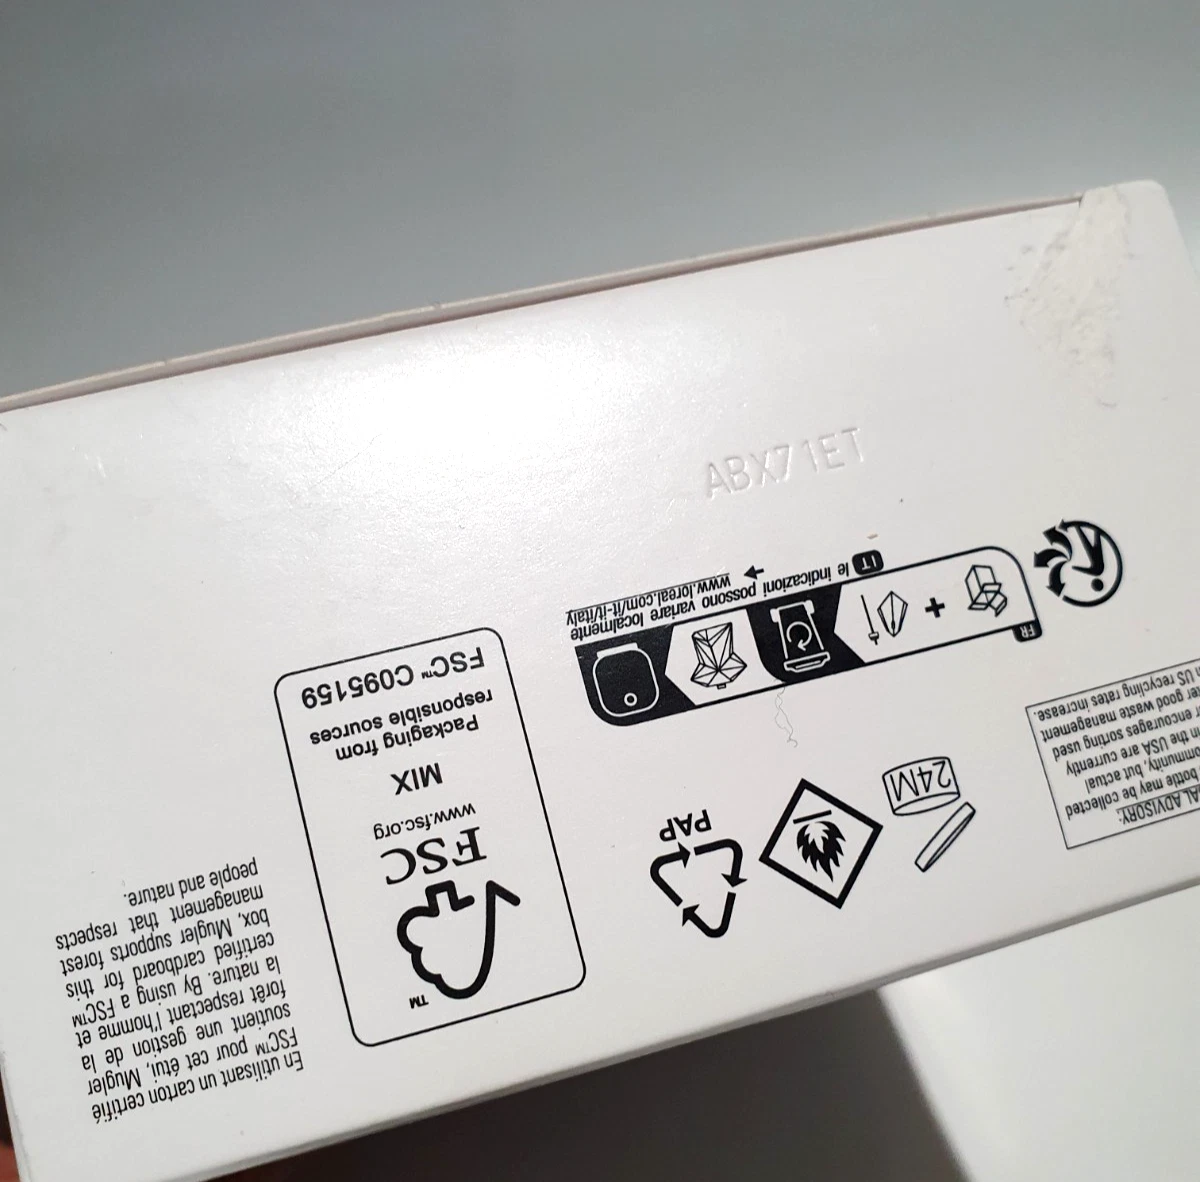 ADVISORY:
bottle may be collected
but actual
in the USA are currently
encourages sorting used
good waste management
US recycling rates increase.
24M
PAP
FR
+
IT le indicazioni possono variare localmente
www.loreal.com/it-it/italy
ABX71ET
TM
FSC
www.fsc.org
MIX
Packaging from
responsible sources
FSC™ C095159
En utilisant un carton certifié
FSC™ pour cet étui, Mugler
soutient une gestion de la
forêt respectant l'homme et
la nature. By using a FSC™
certified cardboard for this
box, Mugler supports forest
management that respects
people and nature.